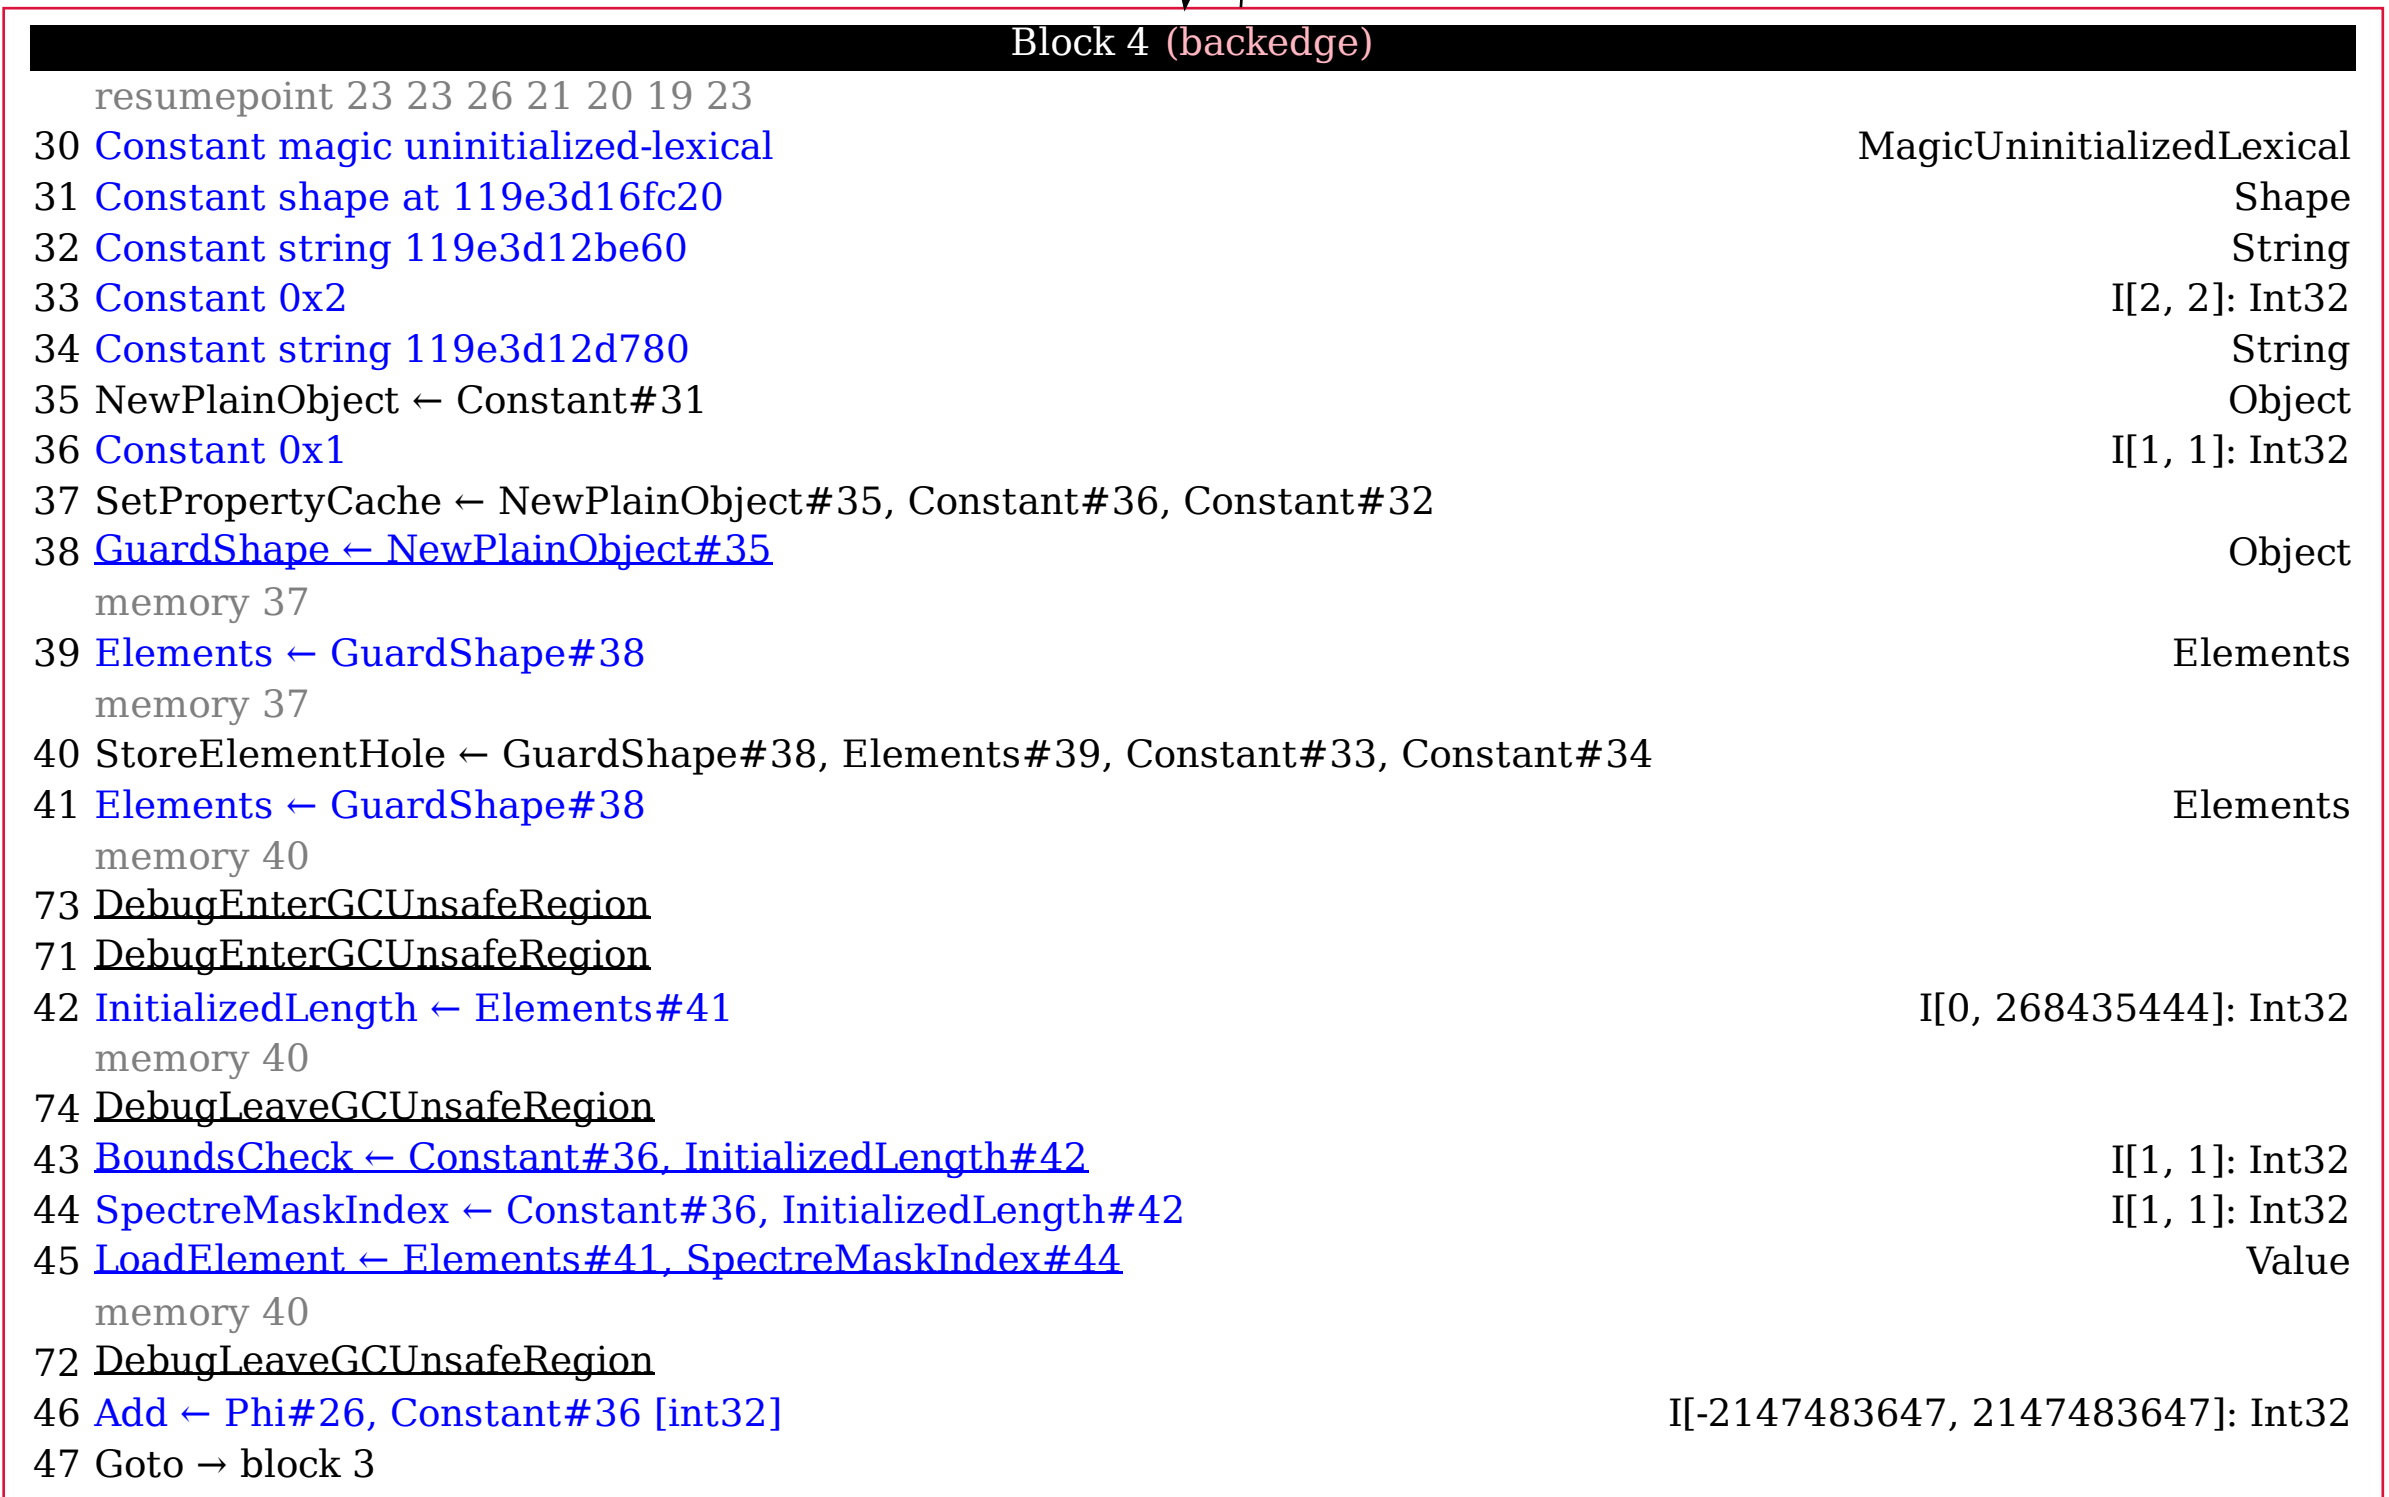 Block 4 (backedge)
resumepoint 23 23 26 21 20 19 23
30 Constant magic uninitialized-lexical MagicUninitializedLexical
31 Constant shape at 119e3d16fc20 Shape
32 Constant string 119e3d12be60 String
33 Constant 0x2 I[2, 2]: Int32
34 Constant string 119e3d12d780 String
35 NewPlainObject ← Constant#31 Object
36 Constant 0x1 I[1, 1]: Int32
37 SetPropertyCache ← NewPlainObject#35, Constant#36, Constant#32
38 GuardShape ← NewPlainObject#35 Object
memory 37
39 Elements ← GuardShape#38 Elements
memory 37
40 StoreElementHole ← GuardShape#38, Elements#39, Constant#33, Constant#34
41 Elements ← GuardShape#38 Elements
memory 40
73 DebugEnterGCUnsafeRegion
71 DebugEnterGCUnsafeRegion
42 InitializedLength ← Elements#41 I[0, 268435444]: Int32
memory 40
74 DebugLeaveGCUnsafeRegion
43 BoundsCheck ← Constant#36, InitializedLength#42 I[1, 1]: Int32
44 SpectreMaskIndex ← Constant#36, InitializedLength#42 I[1, 1]: Int32
45 LoadElement ← Elements#41, SpectreMaskIndex#44 Value
memory 40
72 DebugLeaveGCUnsafeRegion
46 Add ← Phi#26, Constant#36 [int32] I[-2147483647, 2147483647]: Int32
47 Goto → block 3